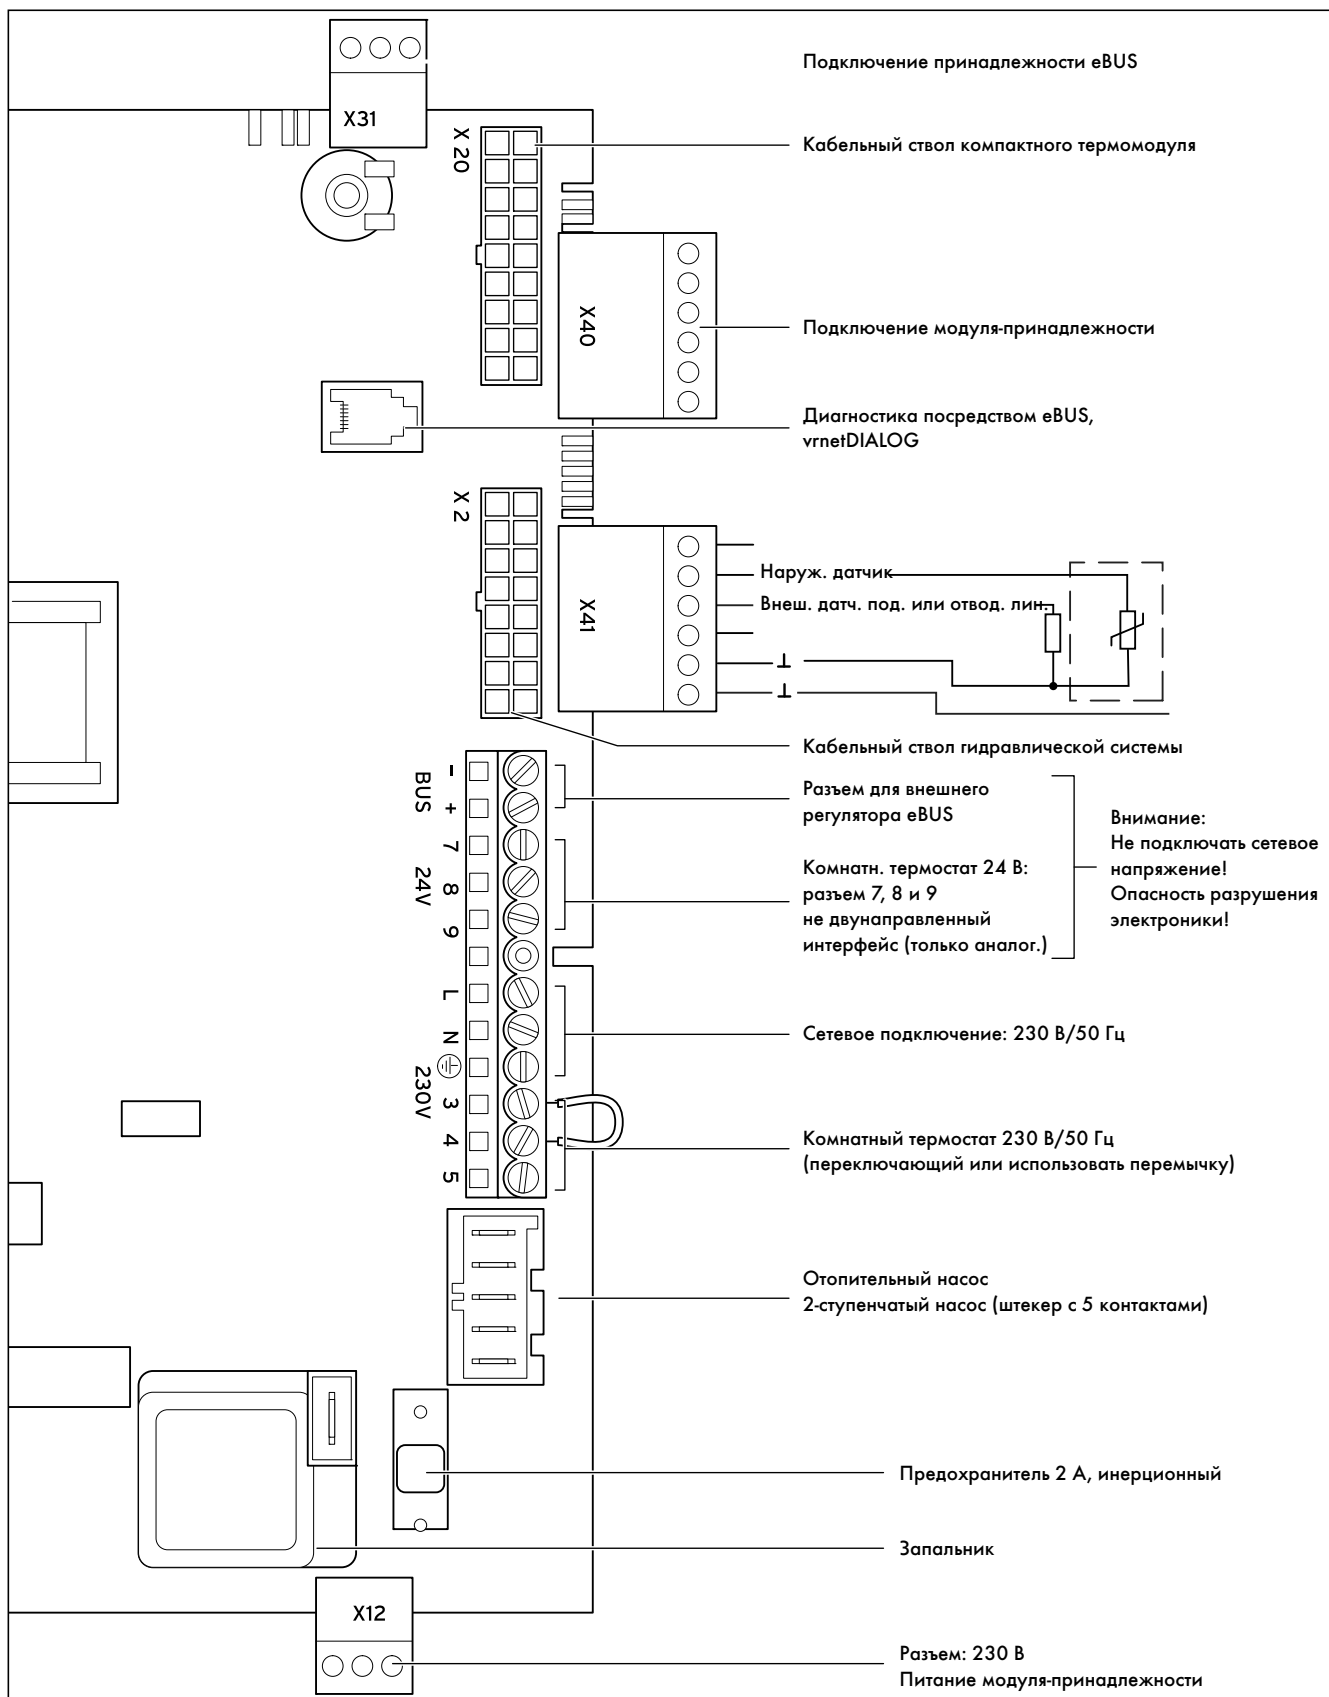 Подключение принадлежности eBUS
X31
X 20
Кабельный ствол компактного термомодуля
X40
Подключение модуля-принадлежности
Диагностика посредством eBUS,
vrnetDIALOG
X 2
X41
Наруж. датчик
Внеш. датч. под. или отвод. лин.
Кабельный ствол гидравлической системы
BUS
-
+
Разъем для внешнего
регулятора eBUS
24V
7
8
9
Комнатн. термостат 24 В:
разъем 7, 8 и 9
не двунаправленный
интерфейс (только аналог.)
Внимание:
Не подключать сетевое
напряжение!
Опасность разрушения
электроники!
L
N
230V
3
4
5
Сетевое подключение: 230 В/50 Гц
Комнатный термостат 230 В/50 Гц
(переключающий или использовать перемычку)
Отопительный насос
2-ступенчатый насос (штекер с 5 контактами)
Предохранитель 2 А, инерционный
Запальник
X12
Разъем: 230 В
Питание модуля-принадлежности